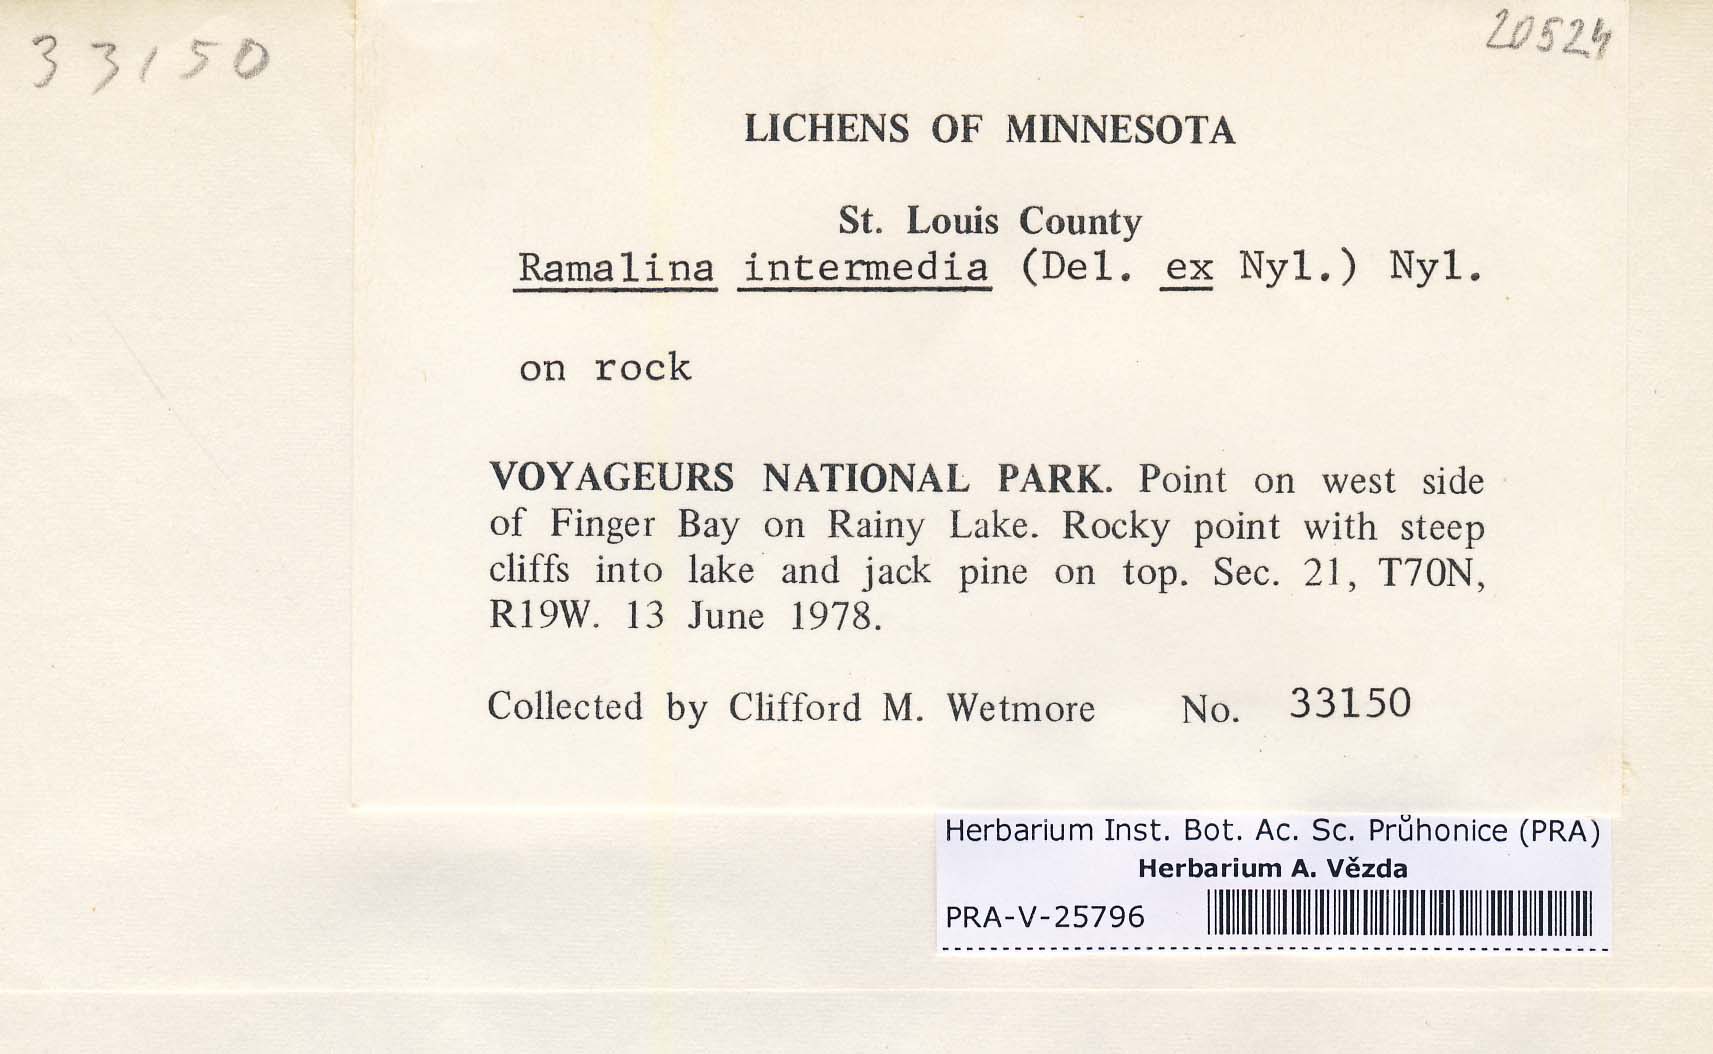 33150
20524
LICHENS OF MINNESOTA
St. Louis County
Ramalina intermedia (Del. ex Nyl.) Nyl.
on rock
VOYAGEURS NATIONAL PARK. Point on west side
of Finger Bay on Rainy Lake. Rocky point with steep
cliffs into lake and jack pine on top. Sec. 21, T70N,
R19W. 13 June 1978.
Collected by Clifford M. Wetmore No. 33150
Herbarium Inst. Bot. Ac. Sc. Průhonice (PRA)
Herbarium A. Vězda
PRA-V-25796